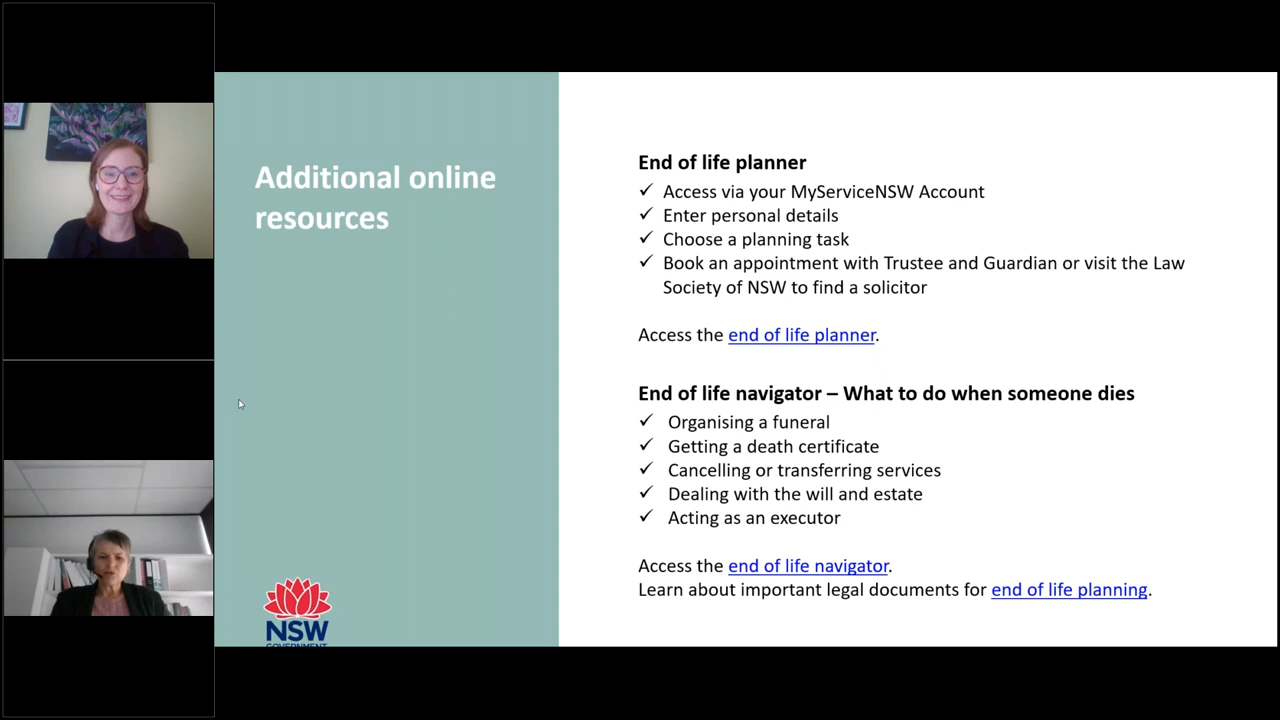 Additional online
resources
End of life planner
✓ Access via your MyServiceNSW Account
✓ Enter personal details
✓ Choose a planning task
✓ Book an appointment with Trustee and Guardian or visit the Law
Society of NSW to find a solicitor
Access the end of life planner.
End of life navigator – What to do when someone dies
✓ Organising a funeral
✓ Getting a death certificate
✓ Cancelling or transferring services
✓ Dealing with the will and estate
✓ Acting as an executor
Access the end of life navigator.
Learn about important legal documents for end of life planning.
NSW
GOVERNMENT